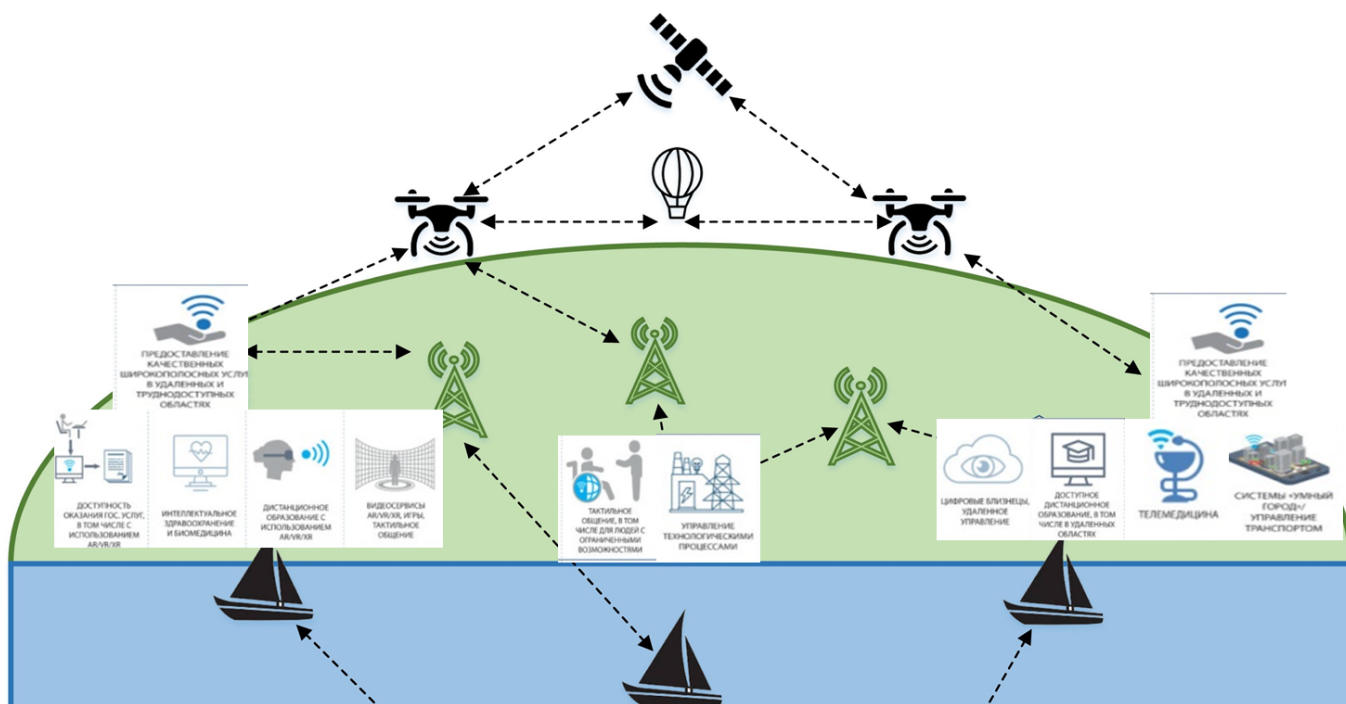 ПРЕДОСТАВЛЕНИЕ
КАЧЕСТВЕННЫХ
ШИРОКОПОЛОСНЫХ УСЛУГ
В УДАЛЕННЫХ И
ТРУДНОДОСТУПНЫХ
ОБЛАСТЯХ
ПРЕДОСТАВЛЕНИЕ
КАЧЕСТВЕННЫХ
ШИРОКОПОЛОСНЫХ УСЛУГ
В УДАЛЕННЫХ И
ТРУДНОДОСТУПНЫХ
ОБЛАСТЯХ
ДОСТУПНОСТЬ
ОКАЗАНИЯ ГОС. УСЛУГ,
В ТОМ ЧИСЛЕ С
ИСПОЛЬЗОВАНИЕМ
AR/VR/XR
ИНТЕЛЛЕКТУАЛЬНОЕ
ЗДРАВООХРАНЕНИЕ
И БИОМЕДИЦИНА
ДИСТАНЦИОННОЕ
ОБРАЗОВАНИЕ С
ИСПОЛЬЗОВАНИЕМ
AR/VR/XR
ВИДЕОСЕРВИСЫ
AR/VR/XR, ИГРЫ,
ТАКТИЛЬНОЕ
ОБЩЕНИЕ
ТАКТИЛЬНОЕ
ОБЩЕНИЕ, В ТОМ
ЧИСЛЕ ДЛЯ ЛЮДЕЙ С
ОГРАНИЧЕННЫМИ
ВОЗМОЖНОСТЯМИ
УПРАВЛЕНИЕ
ТЕХНОЛОГИЧЕСКИМИ
ПРОЦЕССАМИ
ЦИФРОВЫЕ БЛИЗНЕЦЫ,
УДАЛЕННОЕ
УПРАВЛЕНИЕ
ДОСТУПНОЕ
ДИСТАНЦИОННОЕ
ОБРАЗОВАНИЕ, В ТОМ
ЧИСЛЕ В УДАЛЕННЫХ
ОБЛАСТЯХ
ТЕЛЕМЕДИЦИНА
СИСТЕМЫ «УМНЫЙ
ГОРОД»/
УПРАВЛЕНИЕ
ТРАНСПОРТОМ